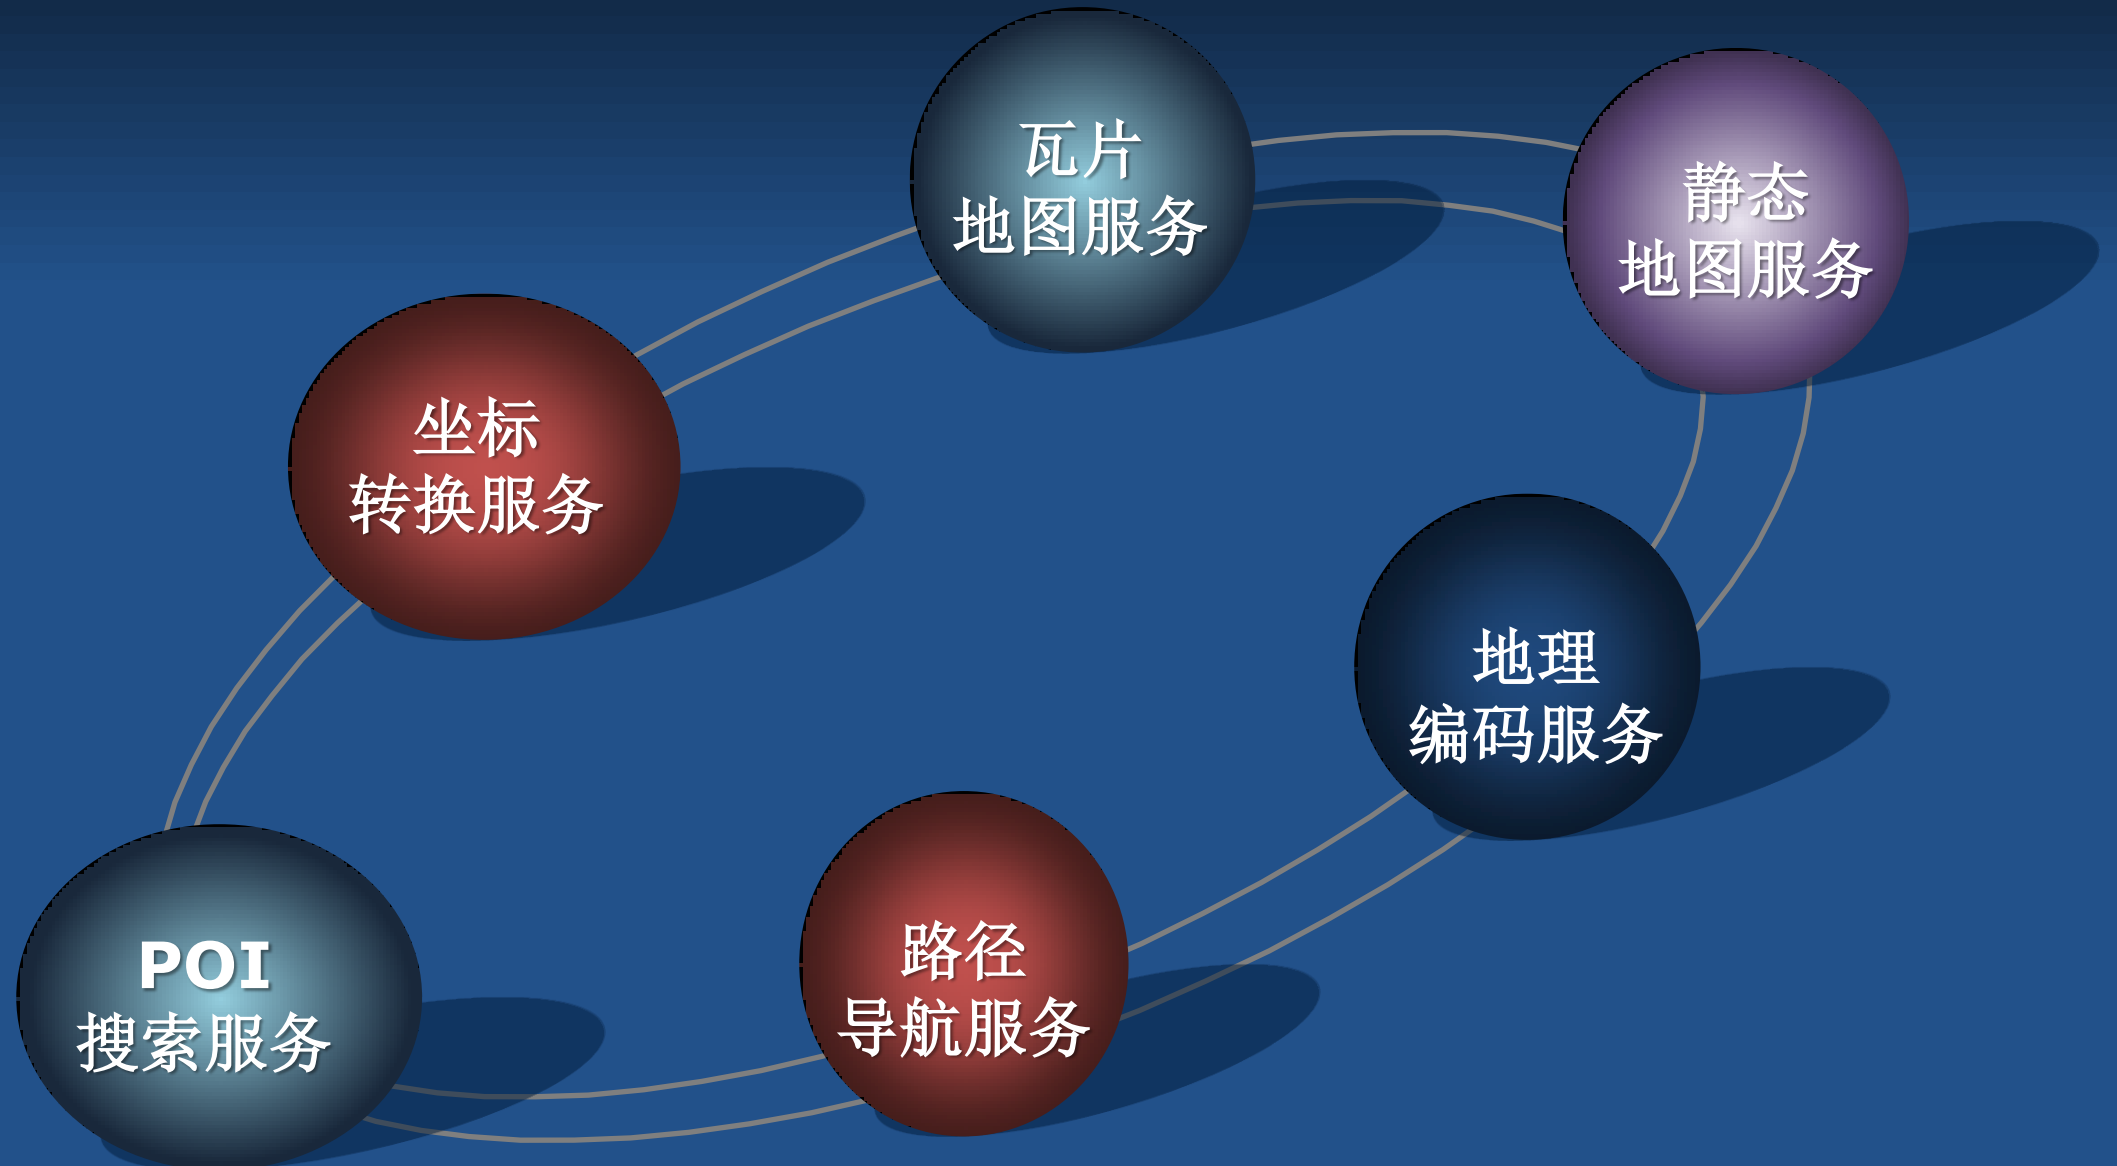 瓦片
地图服务
静态
地图服务
坐标
转换服务
地理
编码服务
路径
导航服务
POI
搜索服务